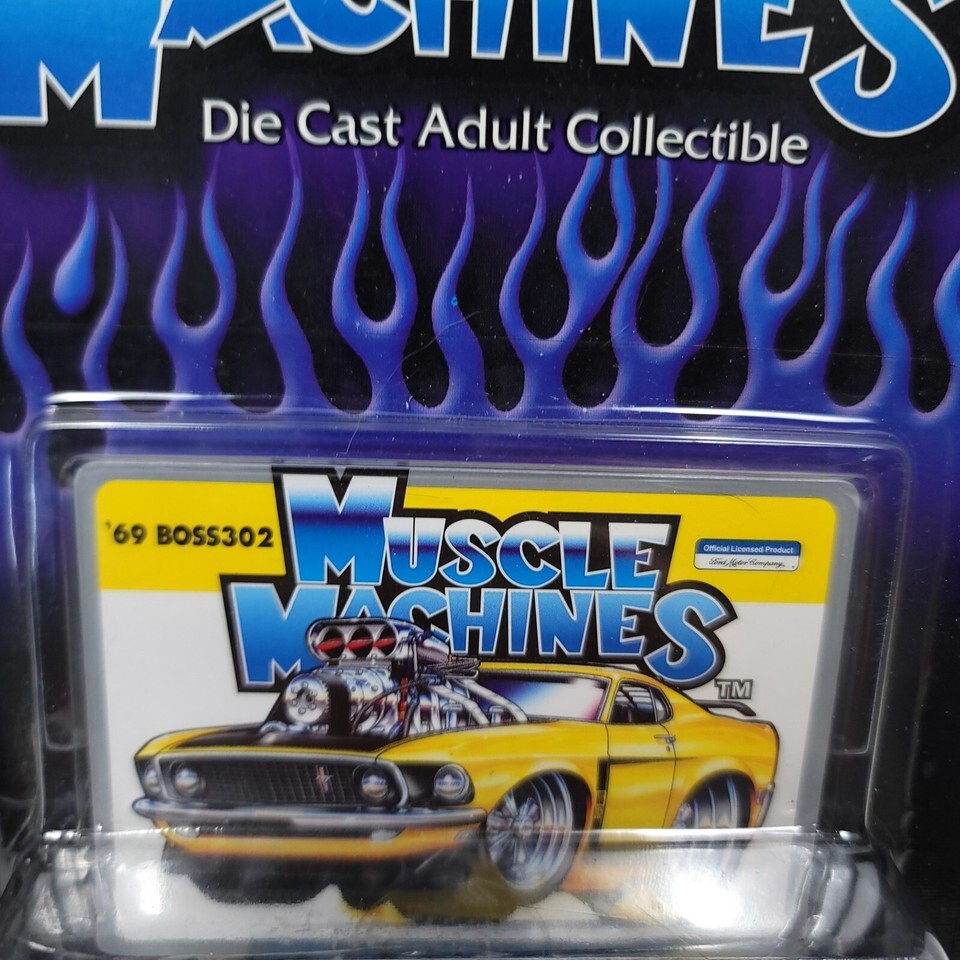 MACHINES
Die Cast Adult Collectible
'69 BOSS302
MUSCLE
MACHINES
TM
Official Licensed Product
Ford Motor Company